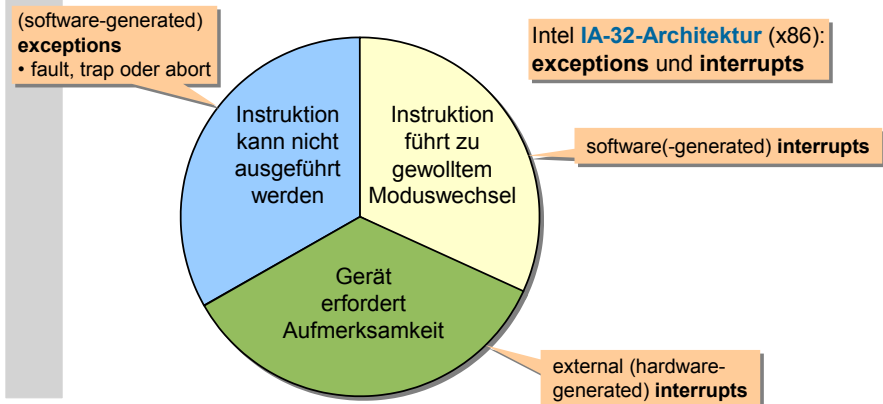 (software-generated)
exceptions
• fault, trap oder abort
Intel IA-32-Architektur (x86):
exceptions und interrupts
Instruktion
kann nicht
ausgeführt
werden
Instruktion
führt zu
gewolltem
Moduswechsel
software(-generated) interrupts
Gerät
erfordert
Aufmerksamkeit
external (hardware-
generated) interrupts